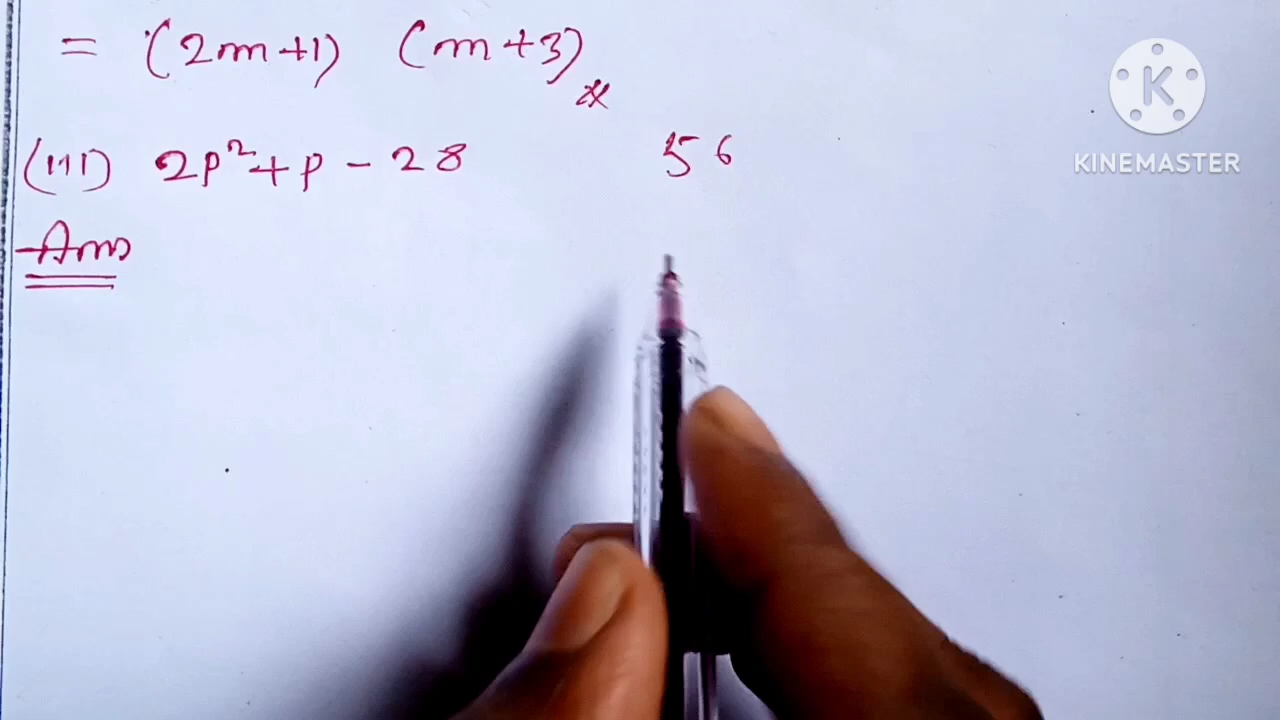 = (2m+1) (m+3)
(III) 2p²+p-28 56
Ans
K
KINEMASTER